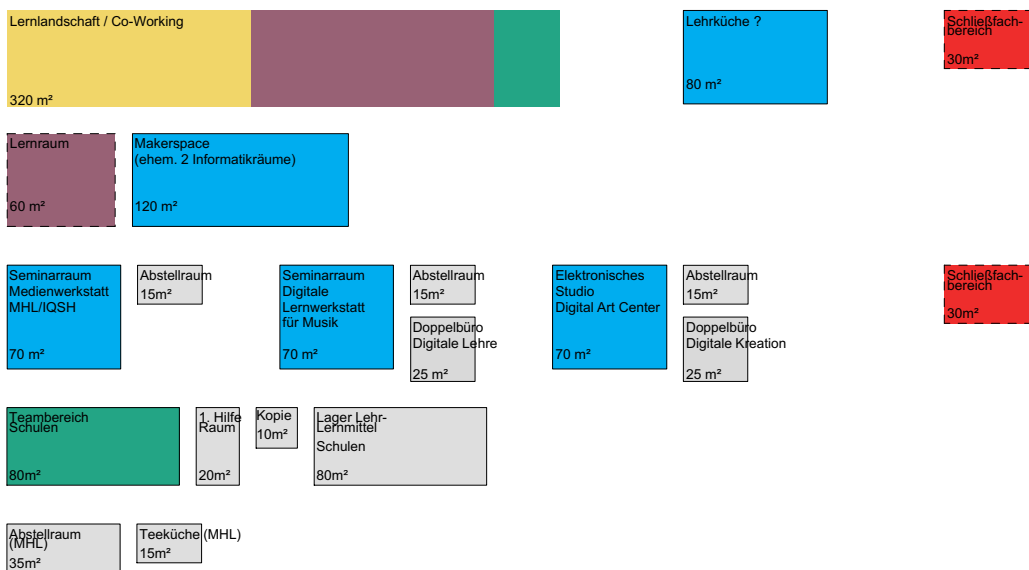 Lernlandschaft / Co-Working
320 m²
Lehrküche ?
80 m²
Schließfach-
bereich
30m²
Lernraum
60 m²
Makerspace
(ehem. 2 Informatikräume)
120 m²
Seminarraum
Medienwerkstatt
MHL/IQSH
70 m²
Abstellraum
15m²
Seminarraum
Digitale
Lernwerkstatt
für Musik
70 m²
Abstellraum
15m²
Doppelbüro
Digitale Lehre
25 m²
Elektronisches
Studio
Digital Art Center
70 m²
Abstellraum
15m²
Doppelbüro
Digitale Kreation
25 m²
Schließfach-
bereich
30m²
Teambereich
Schulen
80m²
1. Hilfe
Raum
20m²
Kopie
10m²
Lager Lehr-
Lernmittel
Schulen
80m²
Abstellraum
(MHL)
35m²
Teeküche (MHL)
15m²